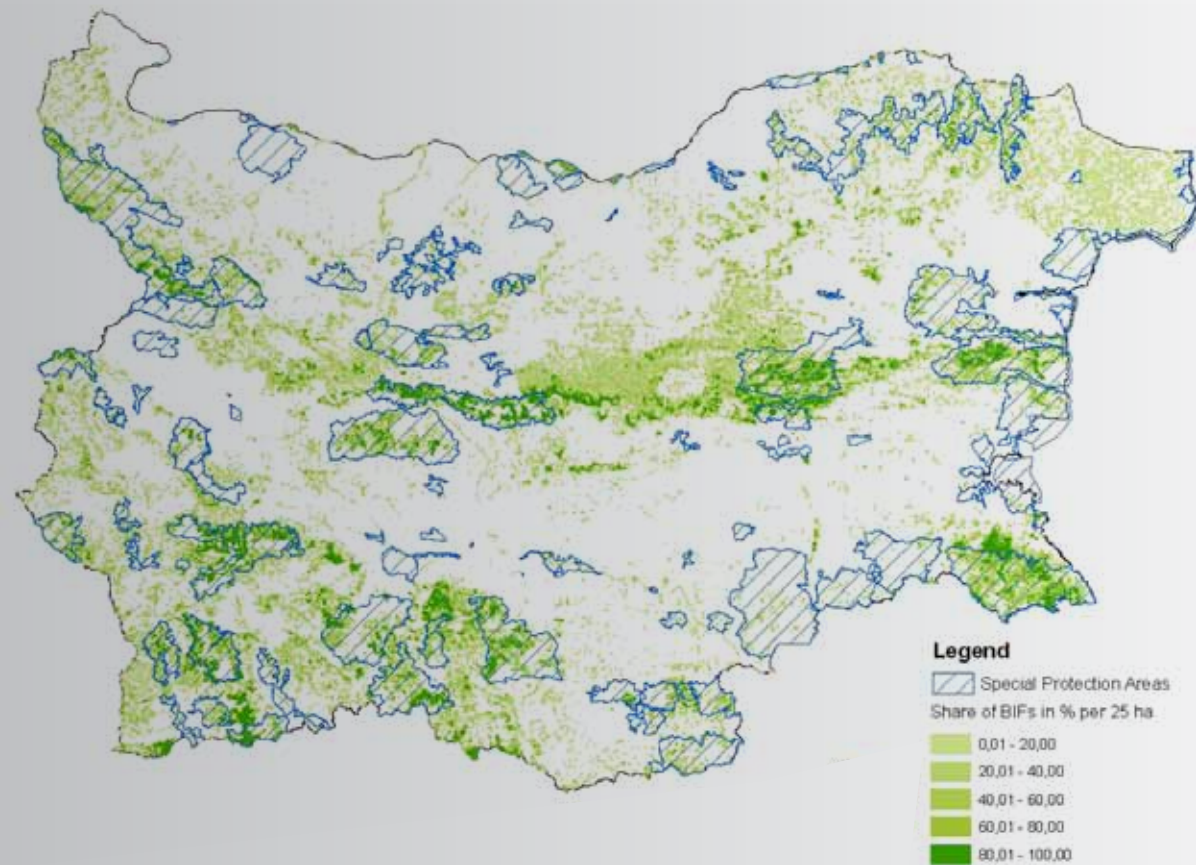 Legend
Special Protection Areas
Share of BIFs in % per 25 ha
0,01 - 20,00
20,01 - 40,00
40,01 - 60,00
60,01 - 80,00
80,01 - 100,00